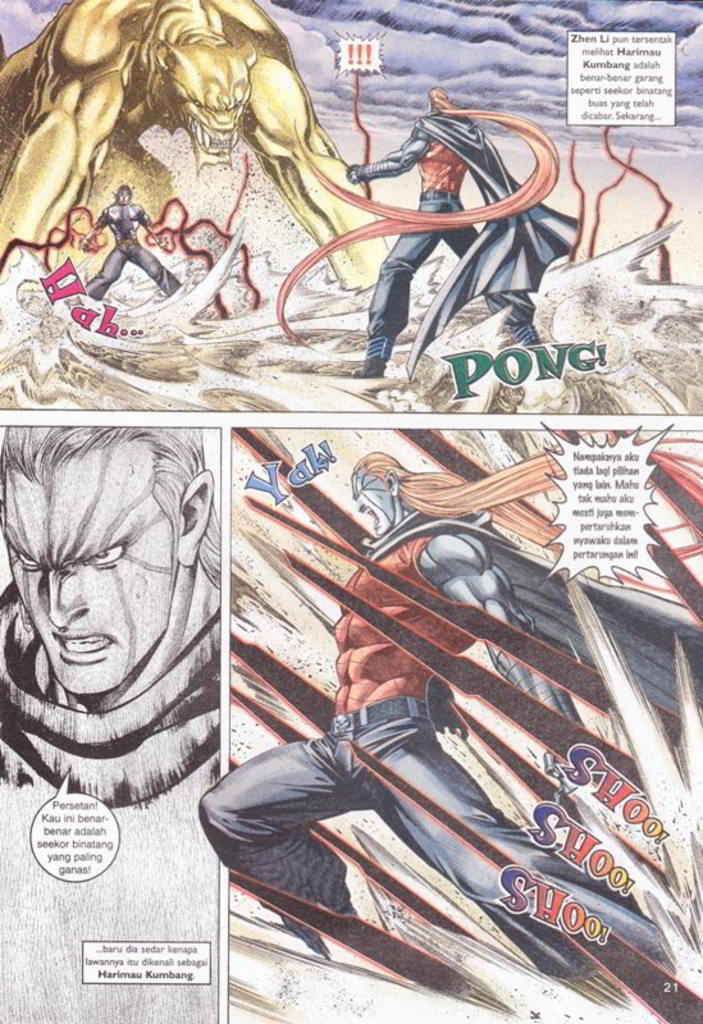 !!!
Zhen Li pun tersentak
melihat Harimau
Kumbang adalah
benar-benar garang
seperti seekor binatang
buas yang telah
dicabar. Sekarang...
Yah...
PONG!
Yak!
Nampaknya aku
tiada lagi pilihan
yang lain. Mahu
tak mahu aku
mesti juga mem-
pertaruhkan
nyawaku dalam
pertarungan ini!
Persetan!
Kau ini benar-
benar adalah
seekor binatang
yang paling
ganas!
...baru dia sedar kenapa
lawannya itu dikenali sebagai
Harimau Kumbang.
SHOO!
SHOO!
SHOO!
21